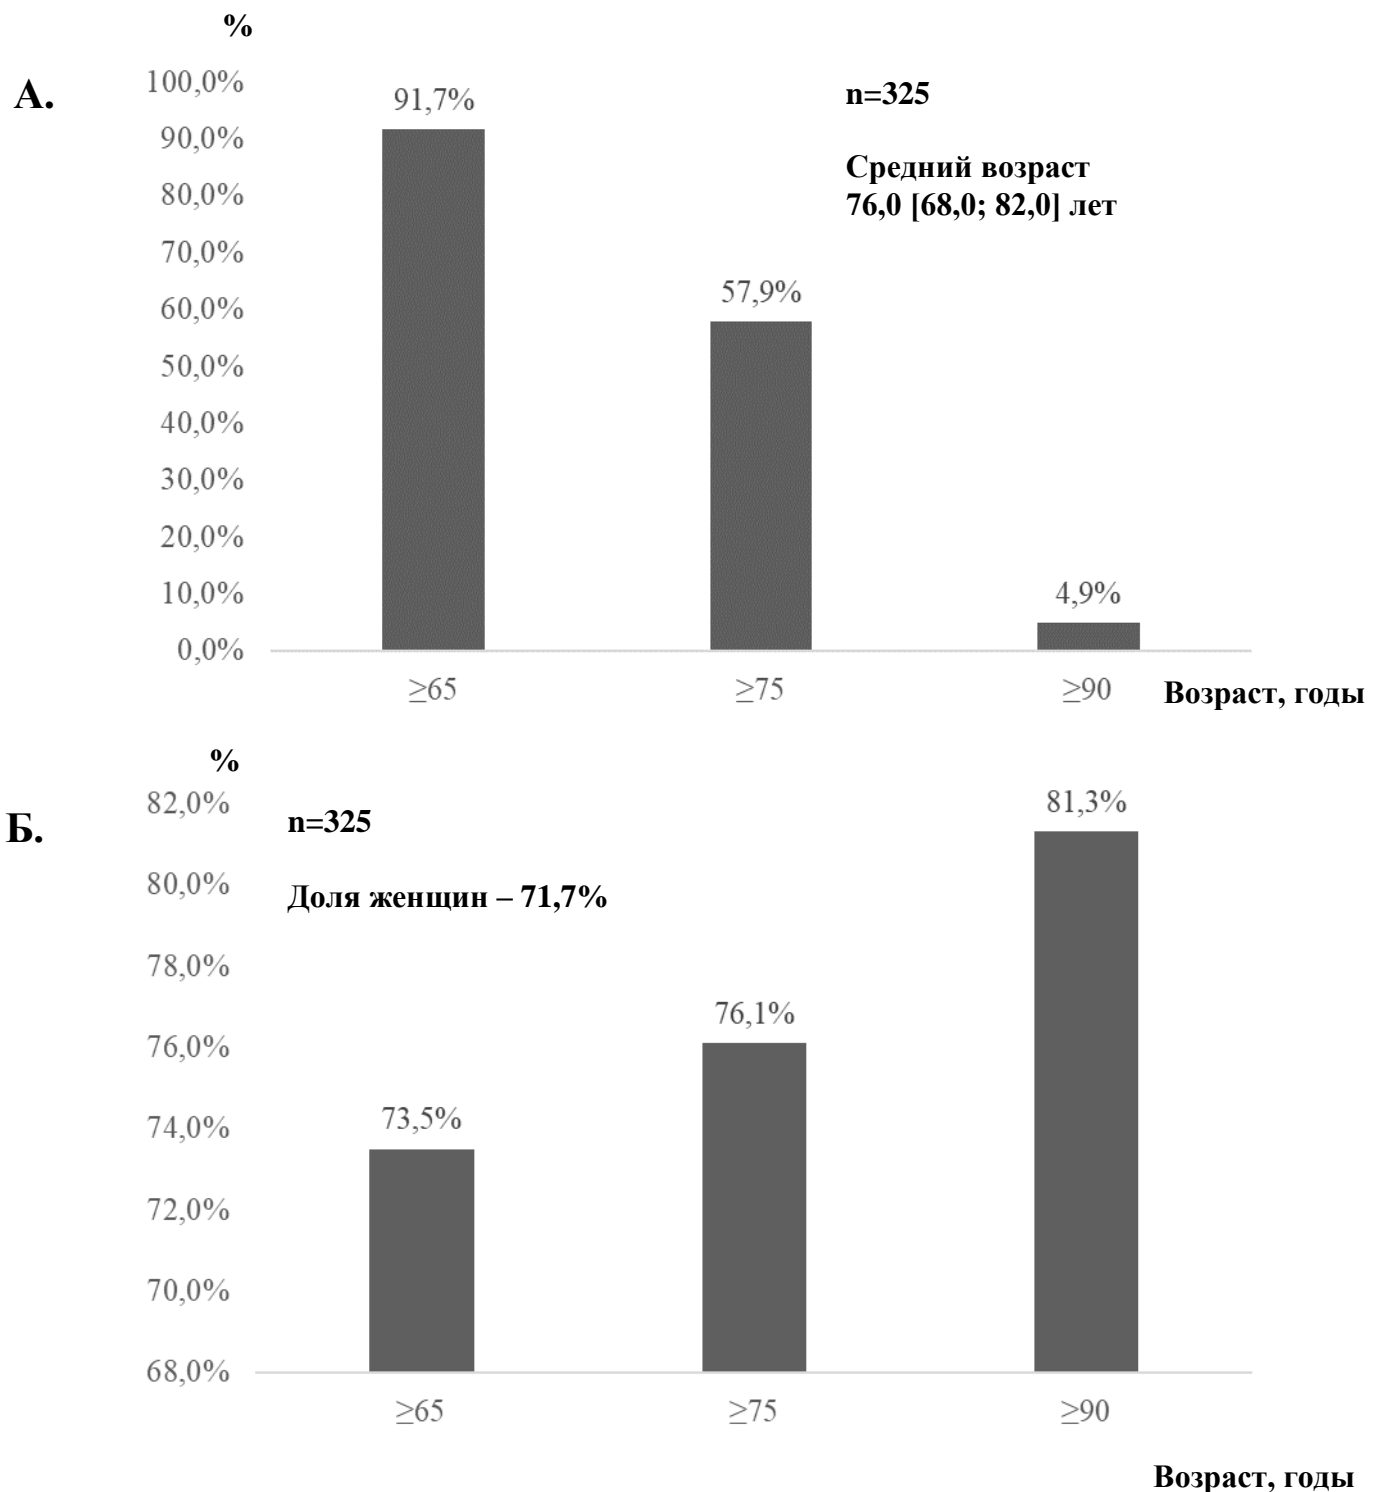 %
А.
100,0%
90,0%
80,0%
70,0%
60,0%
50,0%
40,0%
30,0%
20,0%
10,0%
0,0%
91,7%
57,9%
4,9%
n=325
Средний возраст
76,0 [68,0; 82,0] лет
≥65 ≥75 ≥90 Возраст, годы
%
Б.
82,0%
80,0%
78,0%
76,0%
74,0%
72,0%
70,0%
68,0%
n=325
Доля женщин – 71,7%
73,5%
76,1%
81,3%
≥65 ≥75 ≥90
Возраст, годы